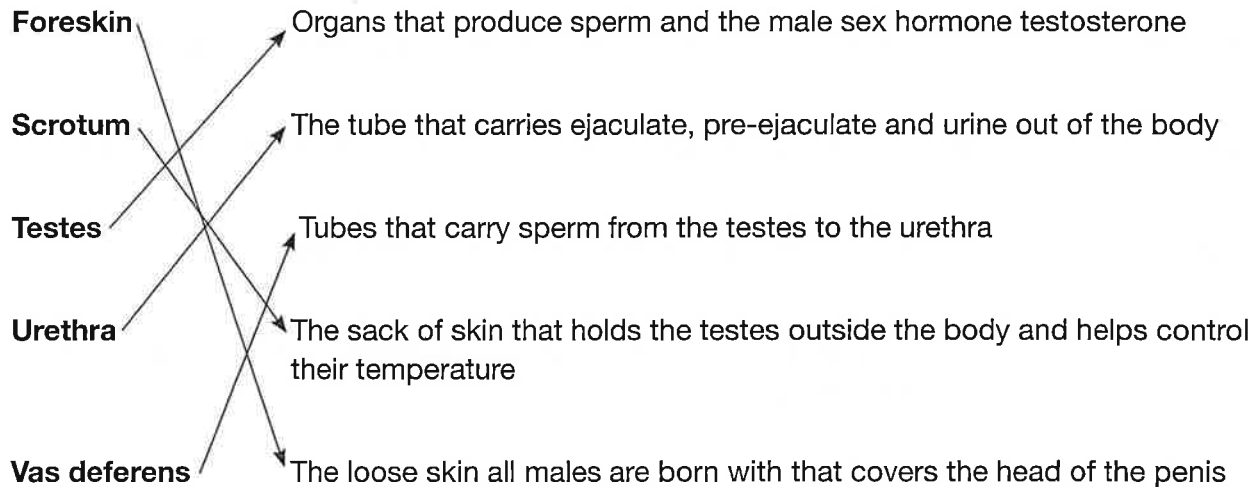 Foreskin Organs that produce sperm and the male sex hormone testosterone
Scrotum The tube that carries ejaculate, pre-ejaculate and urine out of the body
Testes Tubes that carry sperm from the testes to the urethra
Urethra The sack of skin that holds the testes outside the body and helps control
their temperature
Vas deferens The loose skin all males are born with that covers the head of the penis